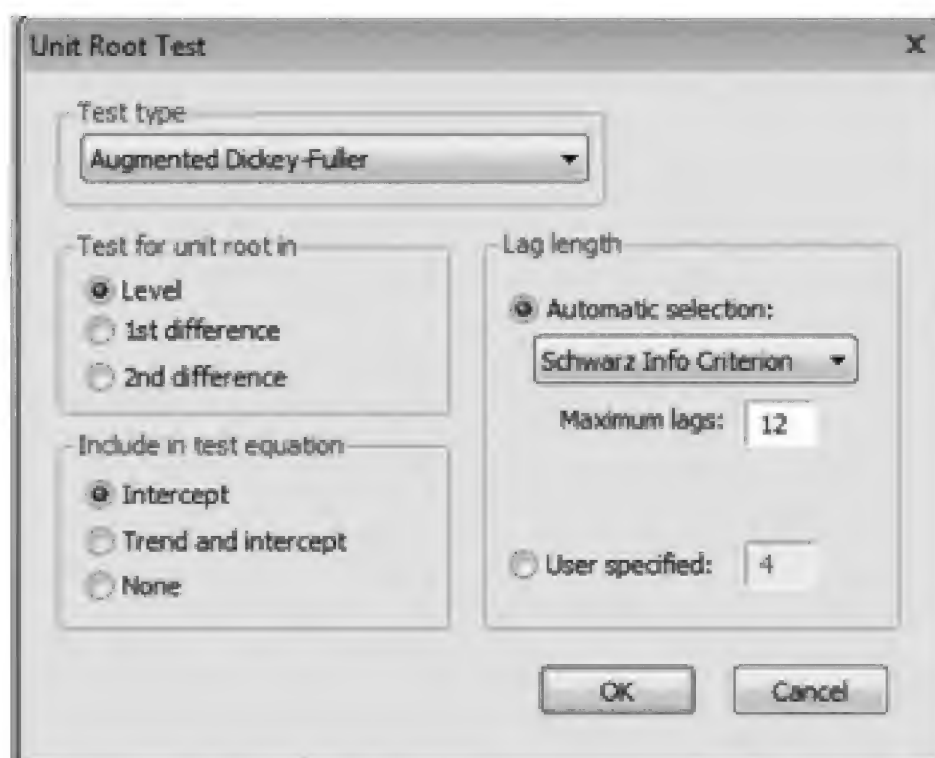 Unit Root Test
x
Test type
Augmented Dickey-Fuller
Test for unit root in
Level
1st difference
2nd difference
Include in test equation
Intercept
Trend and intercept
None
Lag length
Automatic selection:
Schwarz Info Criterion
Maximum lags: 12
User specified: 4
OK
Cancel